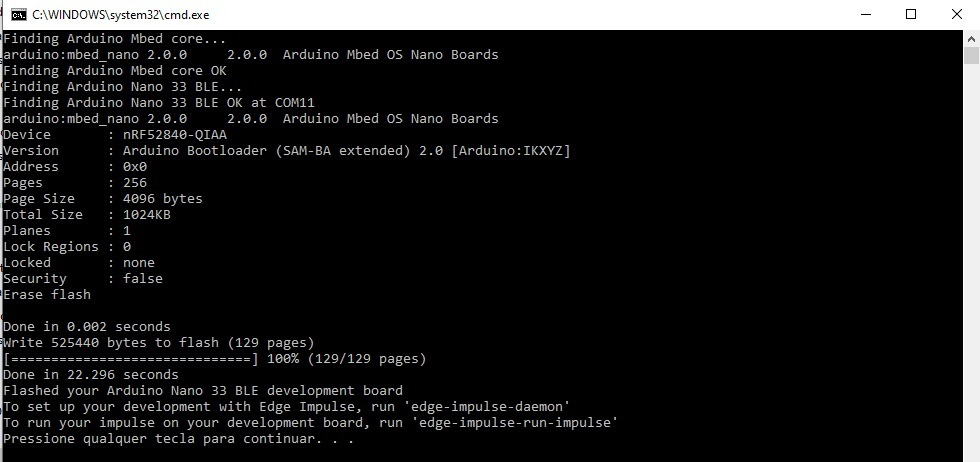 C:\WINDOWS\system32\cmd.exe
Finding Arduino Mbed core...
arduino:mbed_nano 2.0.0     2.0.0  Arduino Mbed OS Nano Boards
Finding Arduino Mbed core OK
Finding Arduino Nano 33 BLE...
Finding Arduino Nano 33 BLE OK at COM11
arduino:mbed_nano 2.0.0     2.0.0  Arduino Mbed OS Nano Boards
Device       : nRF52840-QIAA
Version      : Arduino Bootloader (SAM-BA extended) 2.0 [Arduino:IKXYZ]
Address      : 0x0
Pages        : 256
Page Size    : 4096 bytes
Total Size   : 1024KB
Planes       : 1
Lock Regions : 0
Locked       : none
Security     : false
Erase flash

Done in 0.002 seconds
Write 525440 bytes to flash (129 pages)
[==============================] 100% (129/129 pages)
Done in 22.296 seconds
Flashed your Arduino Nano 33 BLE development board
To set up your development with Edge Impulse, run 'edge-impulse-daemon'
To run your impulse on your development board, run 'edge-impulse-run-impulse'
Pressione qualquer tecla para continuar. . .